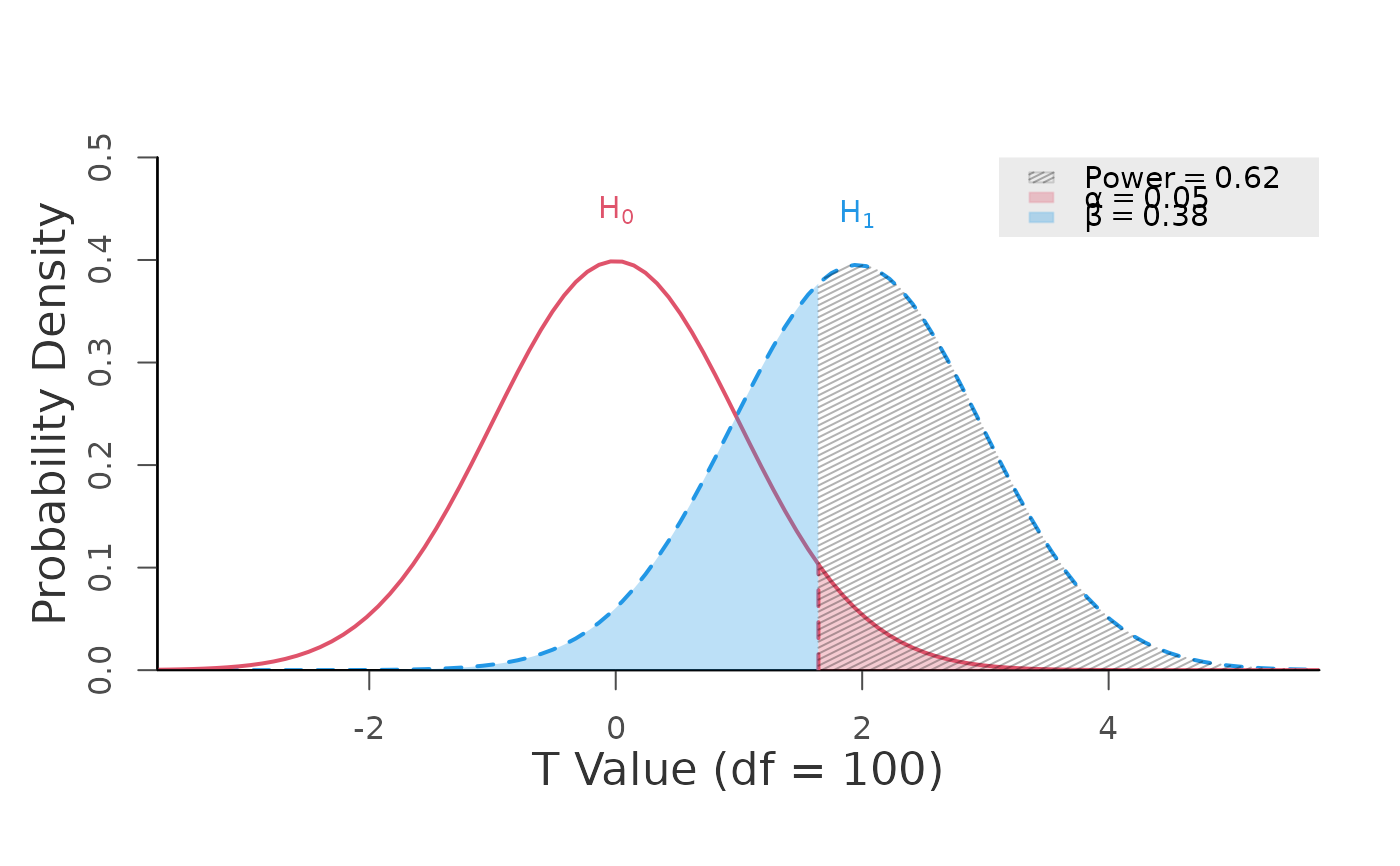 H0
H1
Power = 0.62
α = 0.05
β = 0.38
Probability Density
0.5
0.4
0.3
0.2
0.1
0.0
-2 0 2 4
T Value (df = 100)